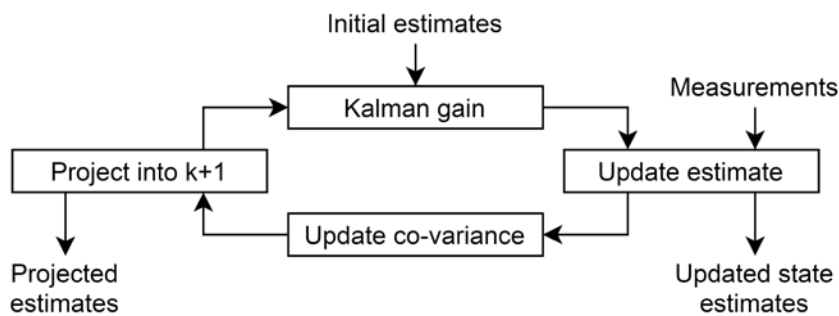 Initial estimates
Kalman gain
Measurements
Project into k+1
Update estimate
Update co-variance
Projected
estimates
Updated state
estimates